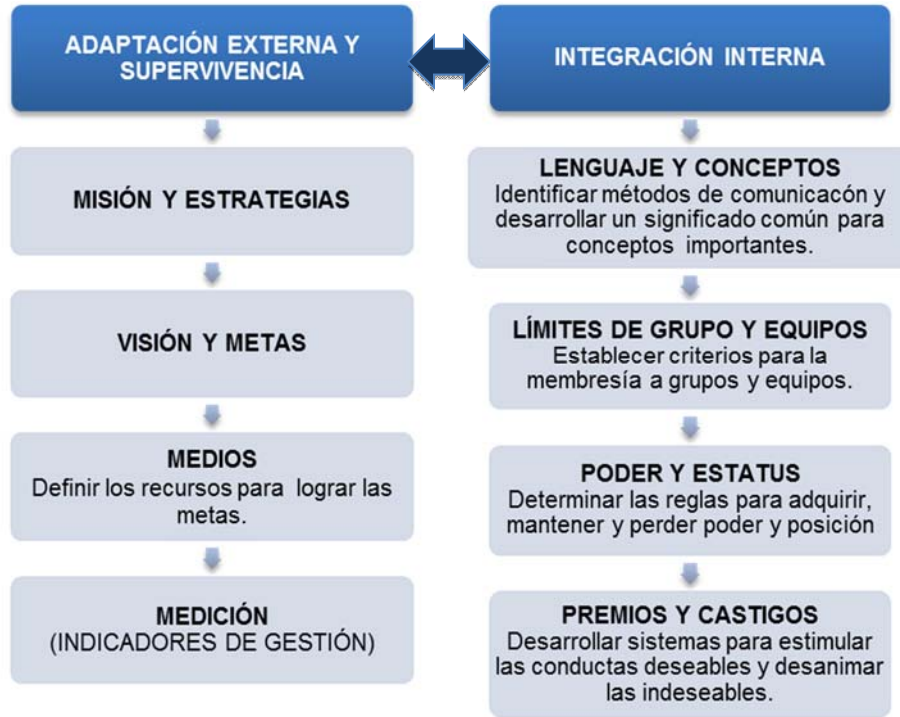 ADAPTACIÓN EXTERNA Y
SUPERVIVENCIA
MISIÓN Y ESTRATEGIAS
VISIÓN Y METAS
MEDIOS
Definir los recursos para lograr las
metas.
MEDICIÓN
(INDICADORES DE GESTIÓN)
INTEGRACIÓN INTERNA
LENGUAJE Y CONCEPTOS
Identificar métodos de comunicacón y
desarrollar un significado común para
conceptos importantes.
LÍMITES DE GRUPO Y EQUIPOS
Establecer criterios para la
membresía a grupos y equipos.
PODER Y ESTATUS
Determinar las reglas para adquirir,
mantener y perder poder y posición
PREMIOS Y CASTIGOS
Desarrollar sistemas para estimular
las conductas deseables y desanimar
las indeseables.